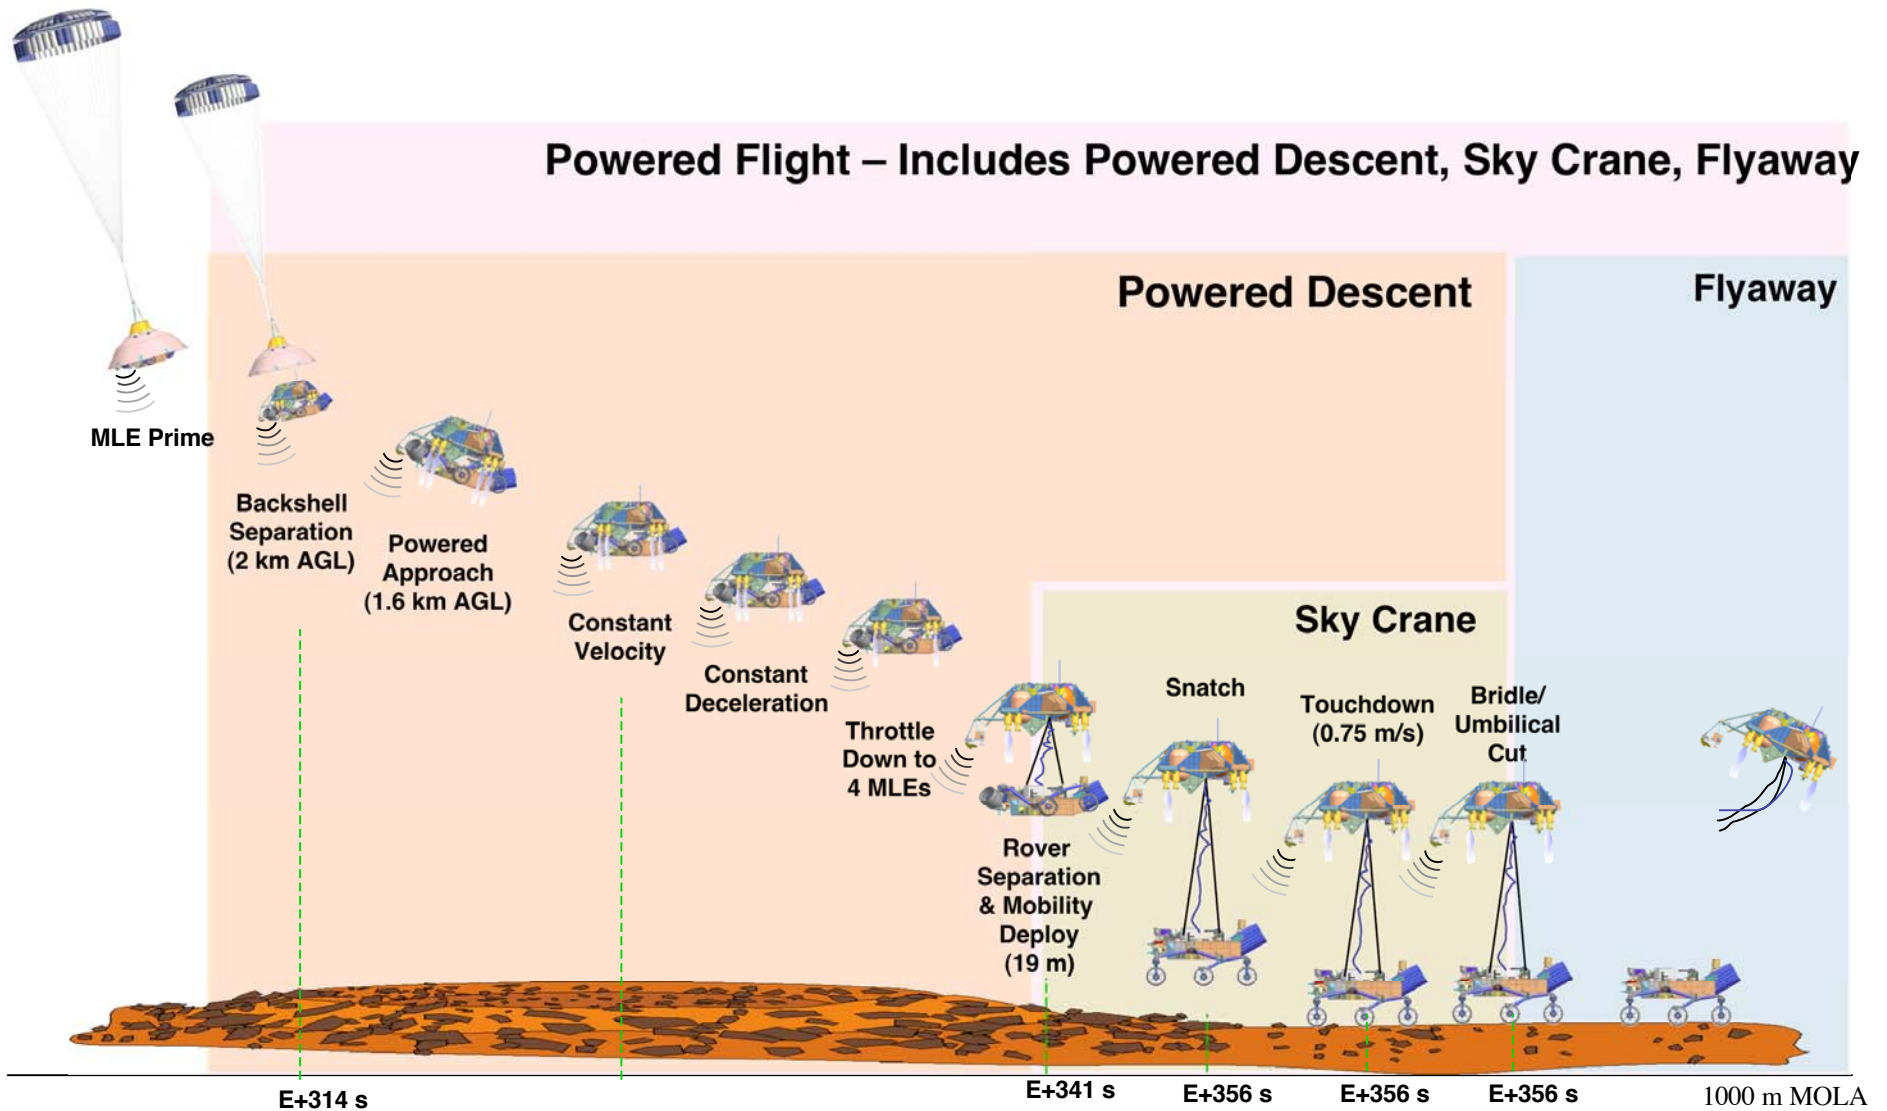 Powered Flight – Includes Powered Descent, Sky Crane, Flyaway
Powered Descent
Flyaway
MLE Prime
Backshell
Separation
(2 km AGL)
Powered
Approach
(1.6 km AGL)
Constant
Velocity
Constant
Deceleration
Throttle
Down to
4 MLEs
Sky Crane
Rover
Separation
& Mobility
Deploy
(19 m)
Snatch
Touchdown
(0.75 m/s)
Bridle/
Umbilical
Cut
E+314 s
E+341 s
E+356 s
E+356 s
E+356 s
1000 m MOLA